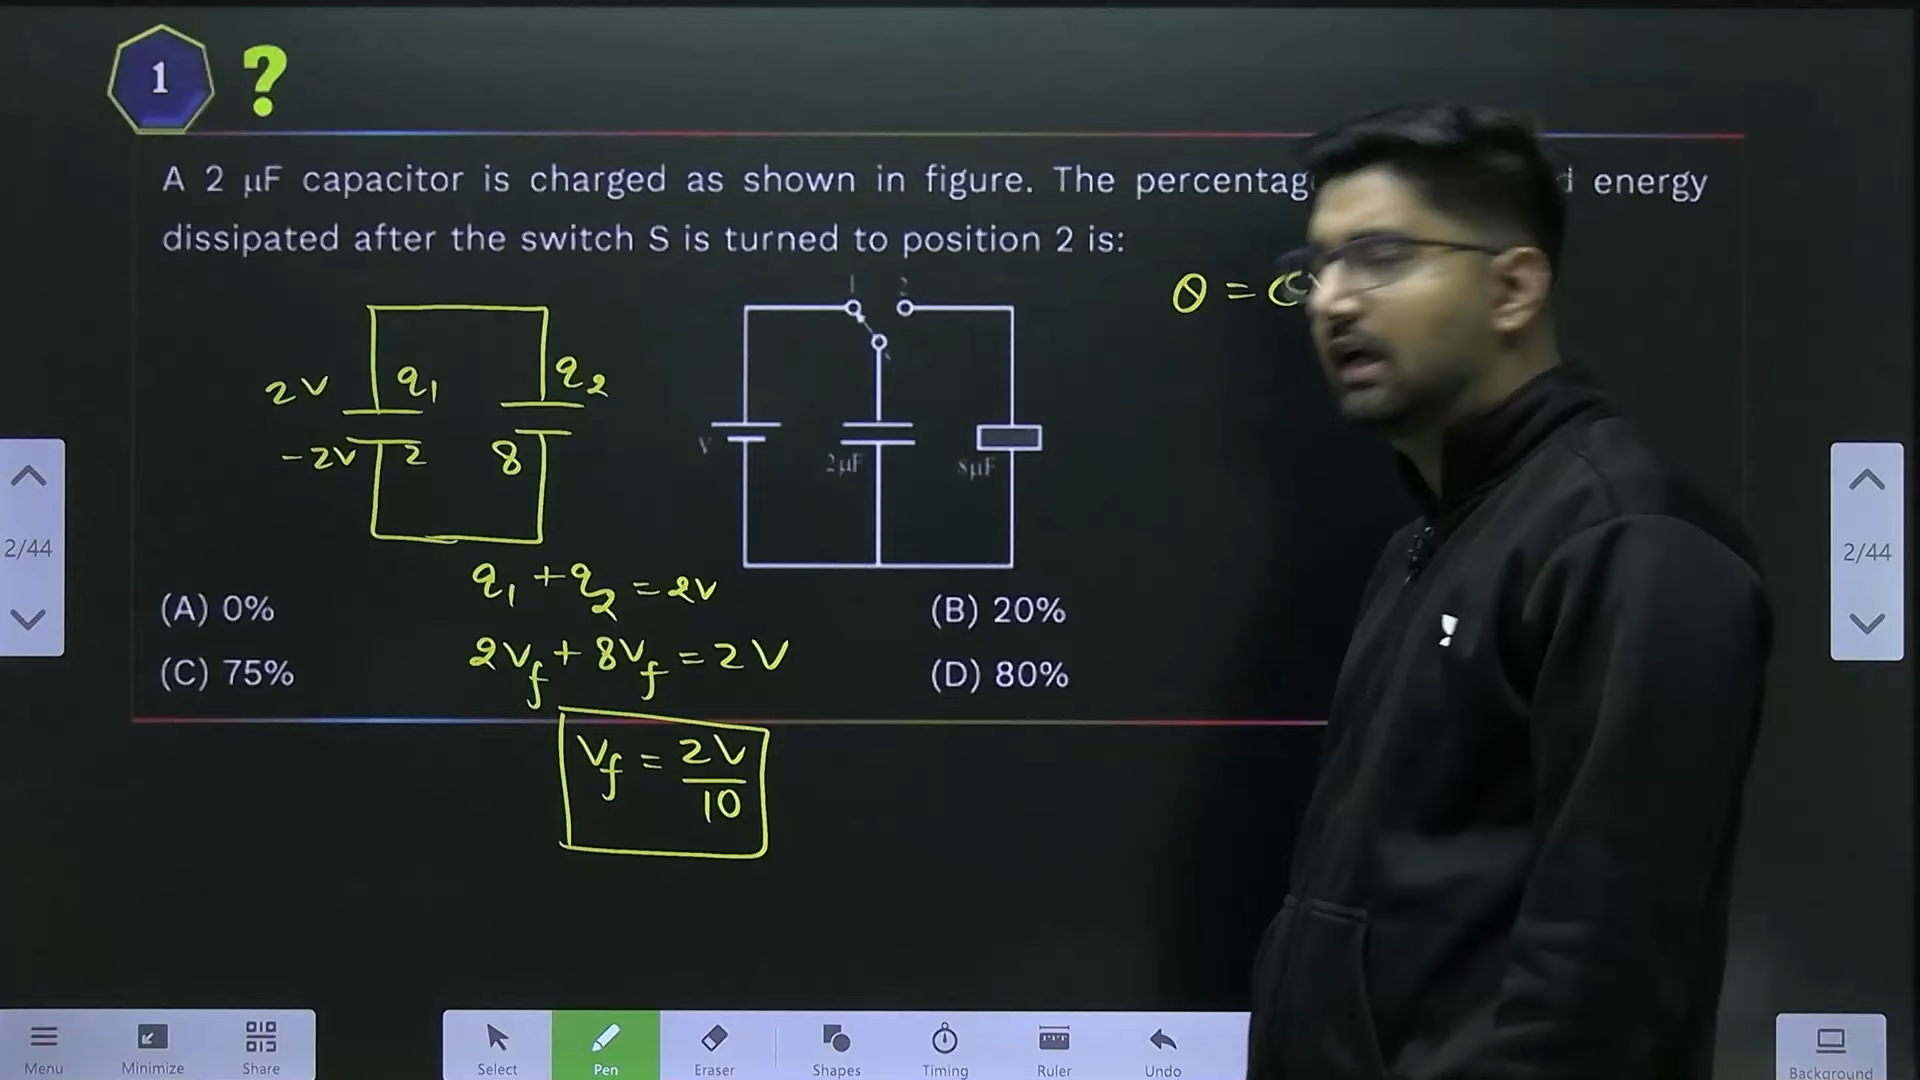 1 ?
A 2 μF capacitor is charged as shown in figure. The energy
dissipated after the switch S is turned to position 2 is:
1 2
θ =
2V q1 q2
-2V 2 8
V 2μF 8μF
2/44
2/44
q1 + q2 = 2V
(A) 0%
(B) 20%
2Vf + 8Vf = 2V
(C) 75%
(D) 80%
Vf = 2V/10
Menu Minimize Share Select Pen Eraser Shapes Timing Ruler Undo Background